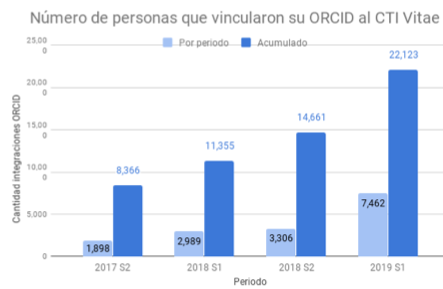 Número de personas que vincularon su ORCID al CTI Vitae
Por periodo
Acumulado
Cantidad integraciones ORCID
25,00
0
20,00
0
15,00
0
10,00
0
5,000
0
1,898
8,366
2,989
11,355
3,306
14,661
7,462
22,123
2017 S2
2018 S1
2018 S2
2019 S1
Periodo